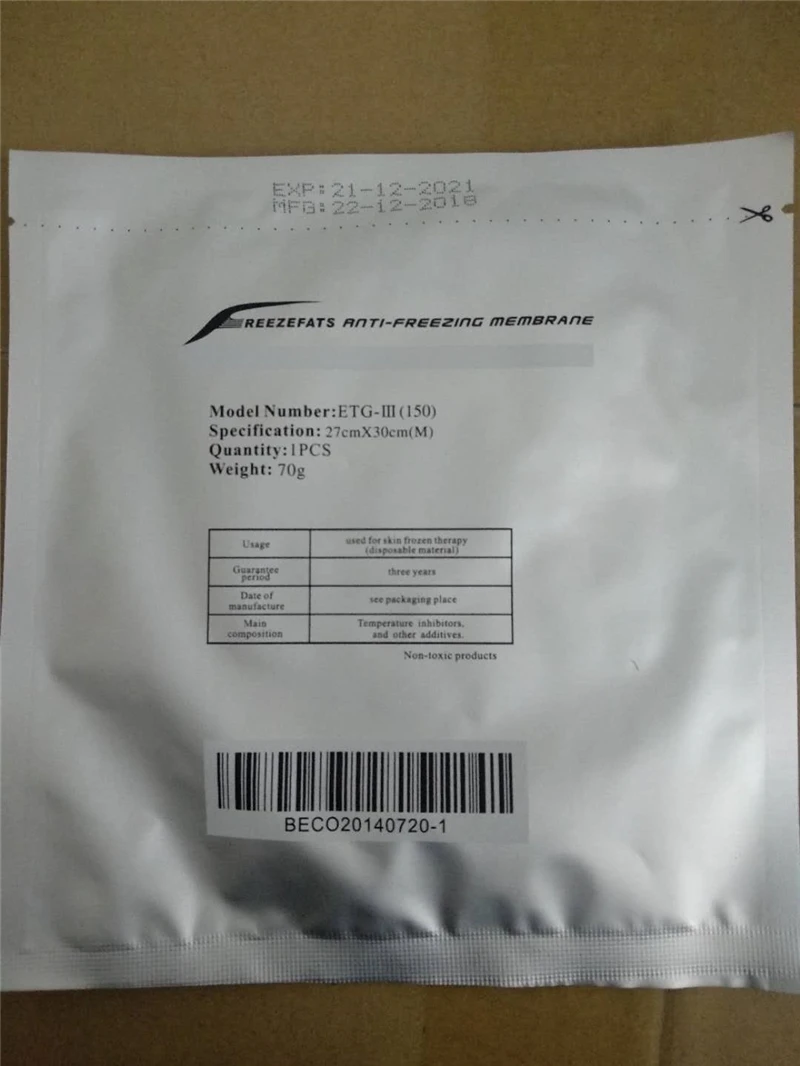 EXP: 21-12-2021
MFG: 22-12-2018
FREEZEFATS ANTI-FREEZING MEMBRANE
Model Number:ETG-III(150)
Specification: 27cmX30cm(M)
Quantity:1PCS
Weight: 70g
Usage
used for skin frozen therapy
(disposable material)
Guarantee
period
three years
Date of
manufacture
see packaging place
Main
composition
Temperature inhibitors,
and other additives.
Non-toxic products
BECO20140720-1